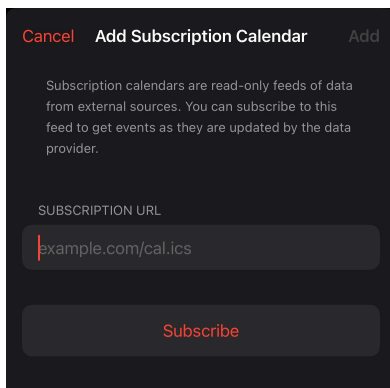 Cancel Add Subscription Calendar Add
Subscription calendars are read-only feeds of data
from external sources. You can subscribe to this
feed to get events as they are updated by the data
provider.
SUBSCRIPTION URL
example.com/cal.ics
Subscribe